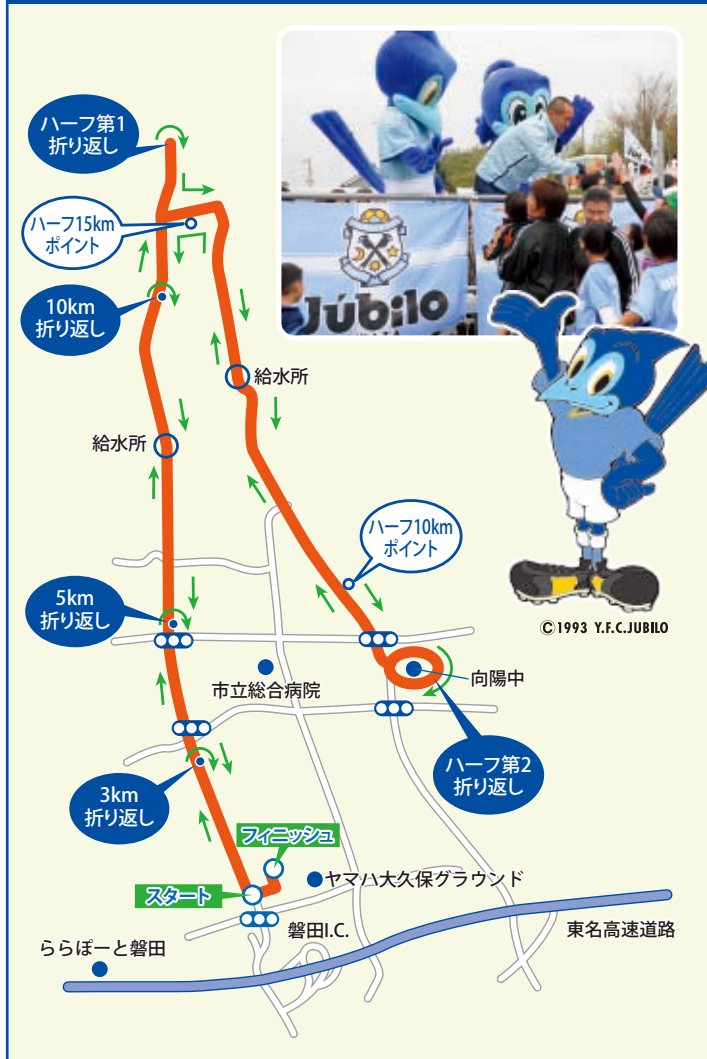 ハーフ第1
折り返し
ハーフ15km
ポイント
10km
折り返し
Júbilo
給水所
給水所
ハーフ10km
ポイント
5km
折り返し
©1993 Y.F.C.JUBILO
市立総合病院
向陽中
ハーフ第2
折り返し
3km
折り返し
フィニッシュ
スタート
ヤマハ大久保グラウンド
磐田I.C.
東名高速道路
ららぽーと磐田